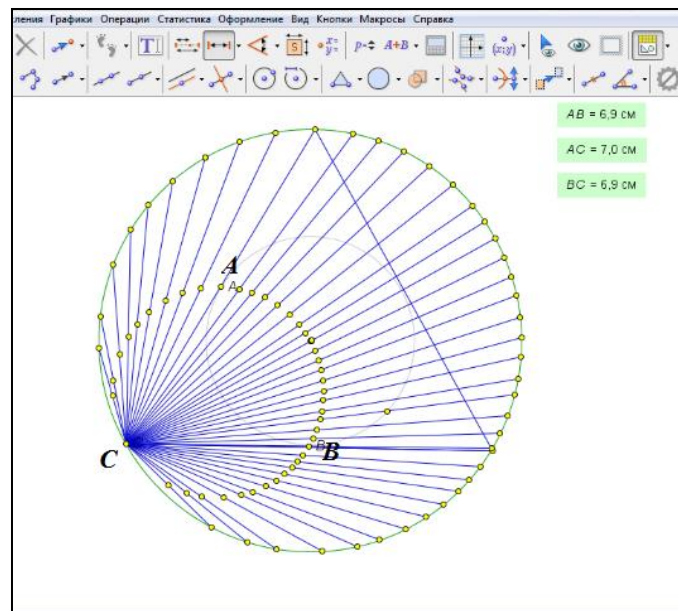 ления Графики Операции Статистика Оформление Вид Кнопки Макросы Справка
T S x= y= p A+B (x;y)
AB = 6,9 см
AC = 7,0 см
BC = 6,9 см
A
A
C
B
B